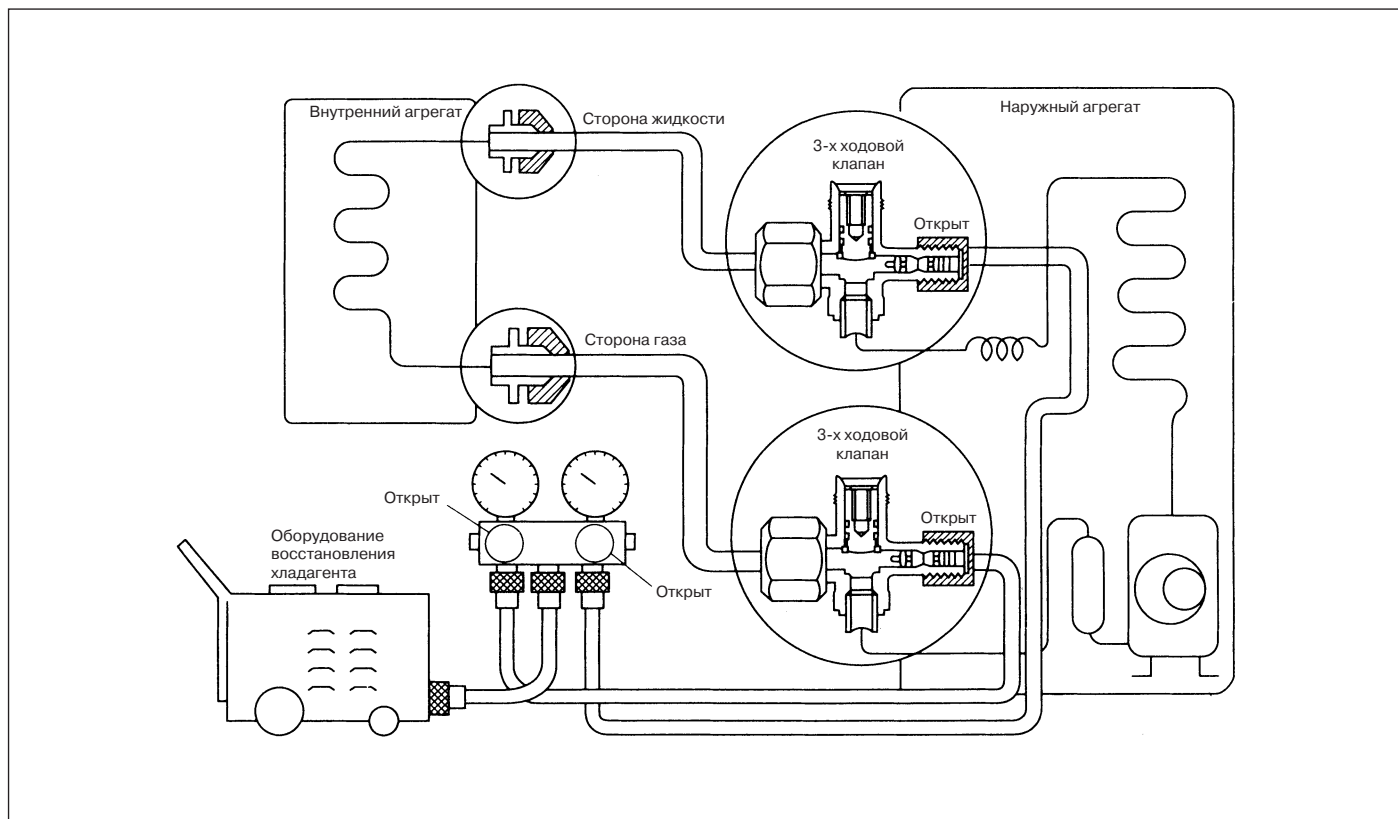 Внутренний агрегат
Сторона жидкости
Наружный агрегат
3-х ходовой
клапан
Открыт
Сторона газа
3-х ходовой
клапан
Открыт
Открыт
Оборудование
восстановления
хладагента
Открыт